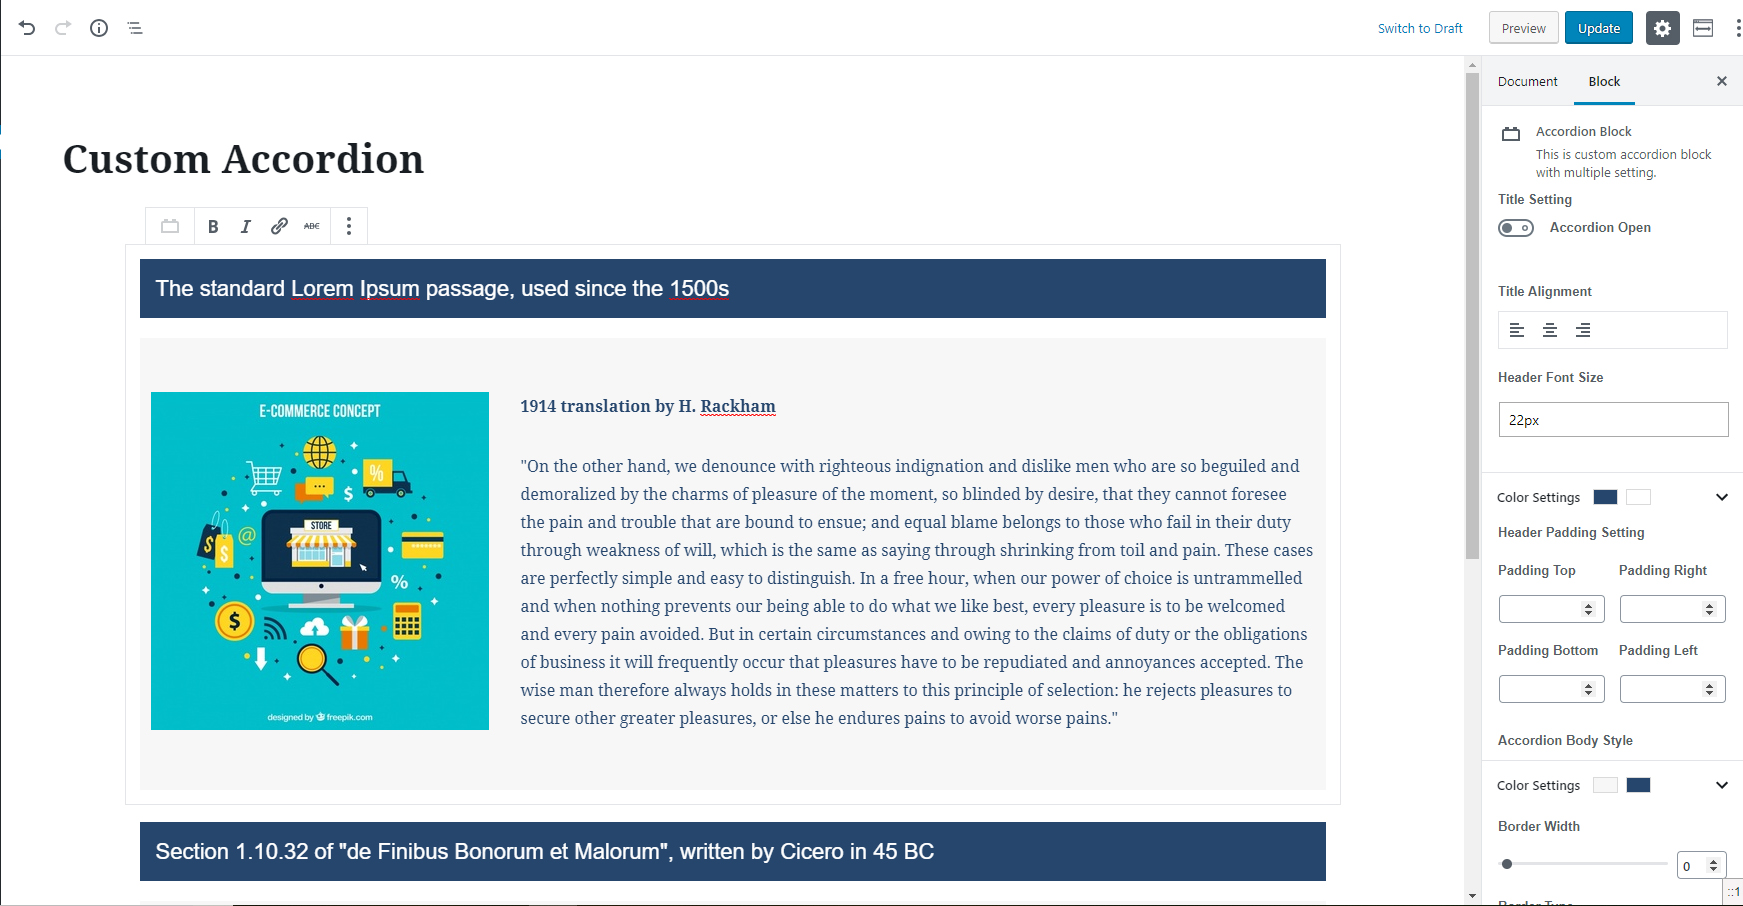 Switch to Draft
Preview
Update
Document
Block
Custom Accordion
B I ABC
The standard Lorem Ipsum passage, used since the 1500s
E-COMMERCE CONCEPT
%
$
STORE
@
$
$
%
$
designed by freepik.com
1914 translation by H. Rackham
"On the other hand, we denounce with righteous indignation and dislike men who are so beguiled and
demoralized by the charms of pleasure of the moment, so blinded by desire, that they cannot foresee
the pain and trouble that are bound to ensue; and equal blame belongs to those who fail in their duty
through weakness of will, which is the same as saying through shrinking from toil and pain. These cases
are perfectly simple and easy to distinguish. In a free hour, when our power of choice is untrammelled
and when nothing prevents our being able to do what we like best, every pleasure is to be welcomed
and every pain avoided. But in certain circumstances and owing to the claims of duty or the obligations
of business it will frequently occur that pleasures have to be repudiated and annoyances accepted. The
wise man therefore always holds in these matters to this principle of selection: he rejects pleasures to
secure other greater pleasures, or else he endures pains to avoid worse pains."
Section 1.10.32 of "de Finibus Bonorum et Malorum", written by Cicero in 45 BC
Accordion Block
This is custom accordion block
with multiple setting.
Title Setting
Accordion Open
Title Alignment
Header Font Size
22px
Color Settings
Header Padding Setting
Padding Top Padding Right
Padding Bottom Padding Left
Accordion Body Style
Color Settings
Border Width
0
::1
Border Type